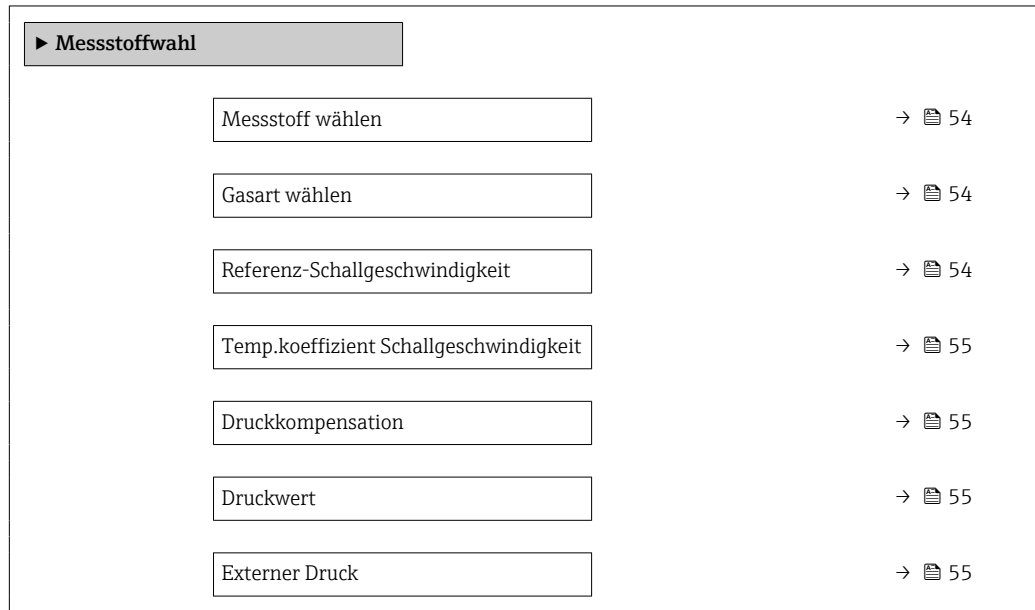 ▶ Messstoffwahl
Messstoff wählen → 54
Gasart wählen → 54
Referenz-Schallgeschwindigkeit → 54
Temp.koeffizient Schallgeschwindigkeit → 55
Druckkompensation → 55
Druckwert → 55
Externer Druck → 55